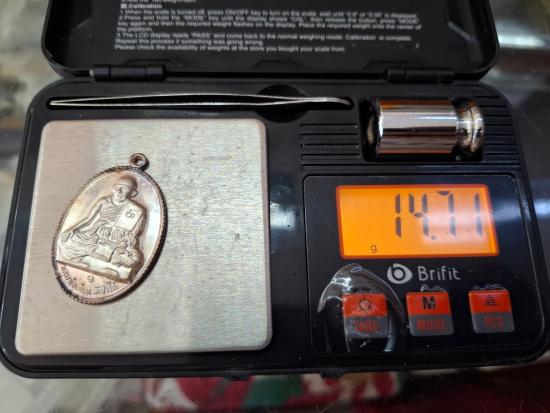 Calibration
1.When the scale is turned off, press ON/OFF key to turn on the scale, wait until "0.0" or "0.00" is displayed.
2.Press and hold the "MODE" key until the display shows "CAL", then release the button, press "MODE"
key again and then the required weight flashes on the display. Place the required weight onto the center of
the platform.
3.The LCD display reads "PASS" and come back to the normal weighing mode. Calibration is complete.
Repeat this process if something was going wrong.
Please check the availability of weights at the store you bought your scale from.
14.71
g
Brifit
M
TARE MODE PCS